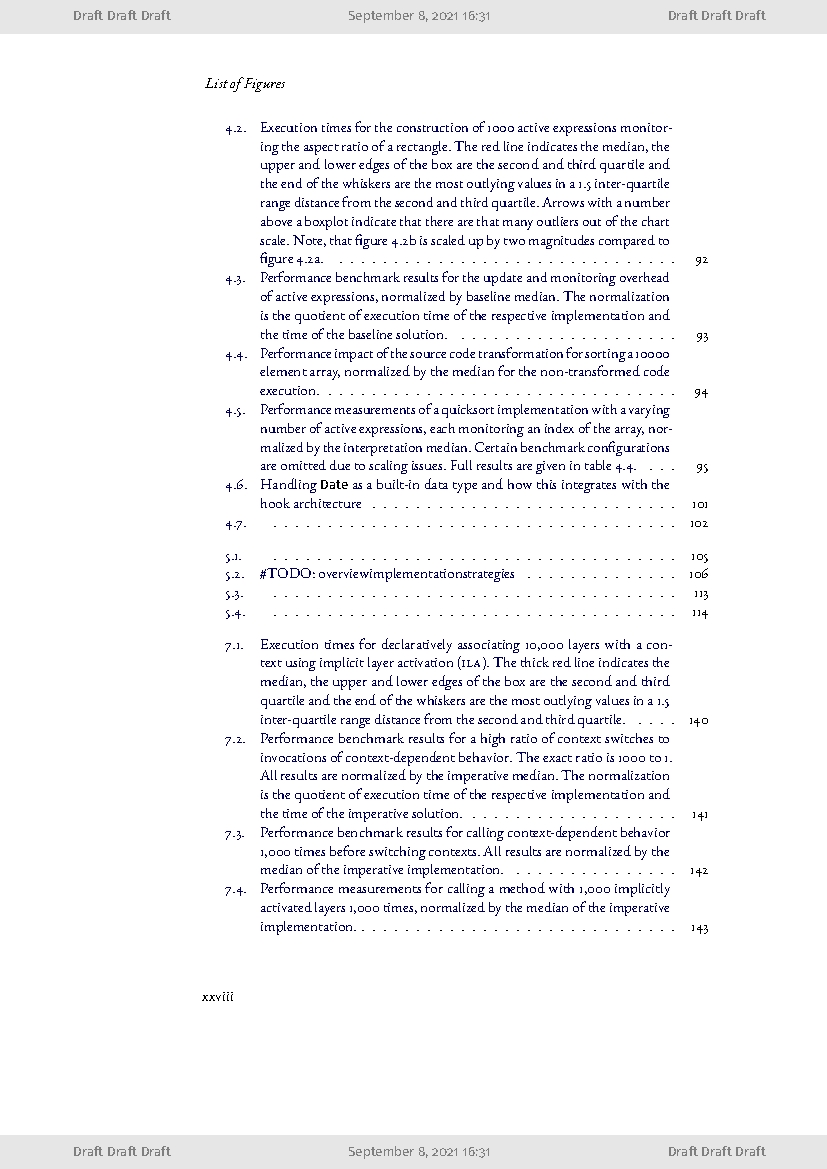 Draft Draft Draft September 8, 2021 16:31 Draft Draft Draft
List of Figures
4.2. Execution times for the construction of 1000 active expressions monitor-
ing the aspect ratio of a rectangle. The red line indicates the median, the
upper and lower edges of the box are the second and third quartile and
the end of the whiskers are the most outlying values in a 1.5 inter-quartile
range distance from the second and third quartile. Arrows with a number
above a boxplot indicate that there are that many outliers out of the chart
scale. Note, that figure 4.2b is scaled up by two magnitudes compared to
figure 4.2a. . . . . . . . . . . . . . . . . . . . . . . . . . . . . . . . 92
4.3. Performance benchmark results for the update and monitoring overhead
of active expressions, normalized by baseline median. The normalization
is the quotient of execution time of the respective implementation and
the time of the baseline solution. . . . . . . . . . . . . . . . . . . . . 93
4.4. Performance impact of the source code transformation for sorting a 10000
element array, normalized by the median for the non-transformed code
execution. . . . . . . . . . . . . . . . . . . . . . . . . . . . . . . . . 94
4.5. Performance measurements of a quicksort implementation with a varying
number of active expressions, each monitoring an index of the array, nor-
malized by the interpretation median. Certain benchmark configurations
are omitted due to scaling issues. Full results are given in table 4.4. . . . 95
4.6. Handling Date as a built-in data type and how this integrates with the
hook architecture . . . . . . . . . . . . . . . . . . . . . . . . . . . . 101
4.7. . . . . . . . . . . . . . . . . . . . . . . . . . . . . . . . . . . . . . 102
5.1. . . . . . . . . . . . . . . . . . . . . . . . . . . . . . . . . . . . . . 105
5.2. #TODO: overviewimplementationstrategies . . . . . . . . . . . . . . 106
5.3. . . . . . . . . . . . . . . . . . . . . . . . . . . . . . . . . . . . . . 113
5.4. . . . . . . . . . . . . . . . . . . . . . . . . . . . . . . . . . . . . . 114
7.1. Execution times for declaratively associating 10,000 layers with a con-
text using implicit layer activation (ILA). The thick red line indicates the
median, the upper and lower edges of the box are the second and third
quartile and the end of the whiskers are the most outlying values in a 1.5
inter-quartile range distance from the second and third quartile. . . . . 140
7.2. Performance benchmark results for a high ratio of context switches to
invocations of context-dependent behavior. The exact ratio is 1000 to 1.
All results are normalized by the imperative median. The normalization
is the quotient of execution time of the respective implementation and
the time of the imperative solution. . . . . . . . . . . . . . . . . . . . 141
7.3. Performance benchmark results for calling context-dependent behavior
1,000 times before switching contexts. All results are normalized by the
median of the imperative implementation. . . . . . . . . . . . . . . . 142
7.4. Performance measurements for calling a method with 1,000 implicitly
activated layers 1,000 times, normalized by the median of the imperative
implementation. . . . . . . . . . . . . . . . . . . . . . . . . . . . . . 143
xxviii
Draft Draft Draft September 8, 2021 16:31 Draft Draft Draft